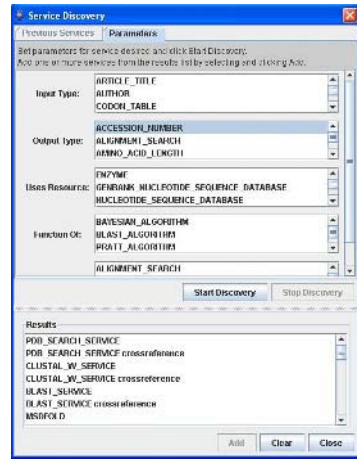 Service Discovery
Previous Services
Parameters
Set parameters for service desired and click Start Discovery.
Add one or more services from the results list by selecting and clicking Add.
Input Type:
ARTICLE_TITLE
AUTHOR
CODON_TABLE
Output Type:
ACCESSION_NUMBER
ALIGNMENT_SEARCH
AMINO_ACID_LENGTH
Uses Resource:
ENZYME
GENBANK_NUCLEOTIDE_SEQUENCE_DATABASE
NUCLEOTIDE_SEQUENCE_DATABASE
Function Of:
BAYESIAN_ALGORITHM
BLAST_ALGORITHM
PRATT_ALGORITHM
ALIGNMENT_SEARCH
Start Discovery
Stop Discovery
Results
PDB_SEARCH_SERVICE
PDB_SEARCH_SERVICE crossreference
CLUSTAL_W_SERVICE
CLUSTAL_W_SERVICE crossreference
BLAST_SERVICE
BLAST_SERVICE crossreference
MSDFOLD
Add
Clear
Close